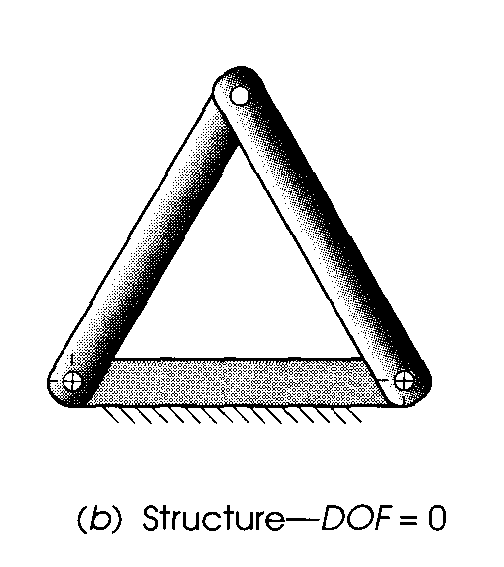 (b) Structure—DOF = 0